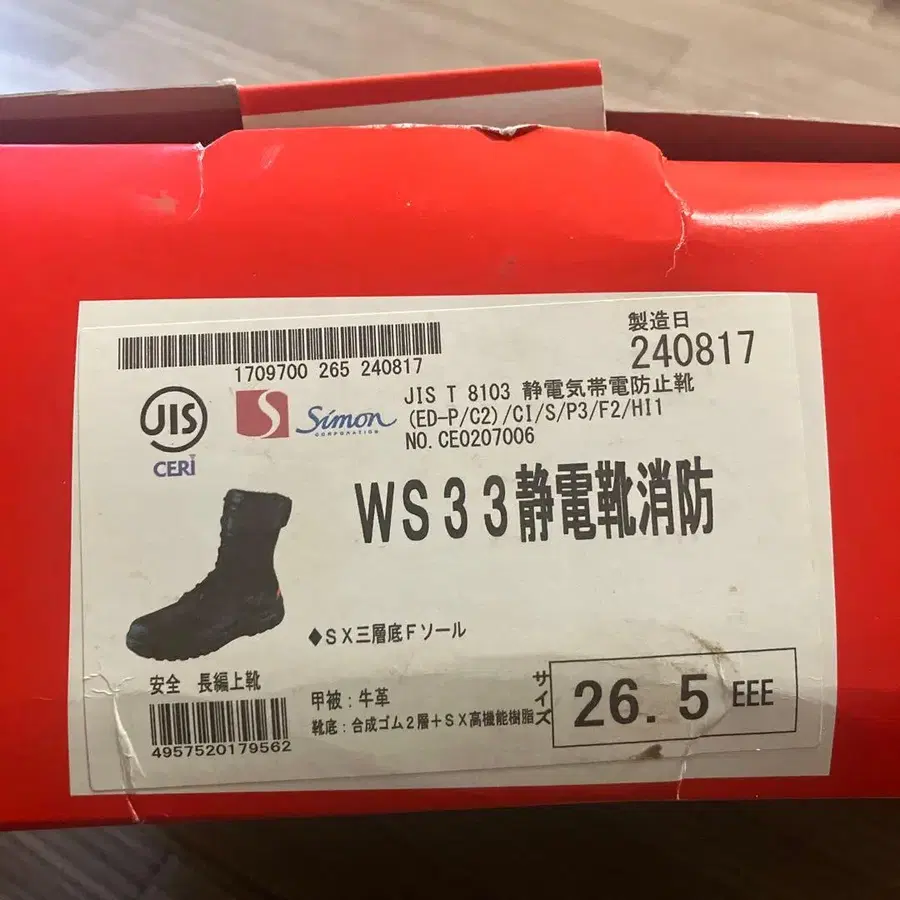 製造日
240817
1709700 265 240817
JIS
CERI
S
Simon
CORPORATION
JIS T 8103 静電気帯電防止靴
(ED-P/C2)/CI/S/P3/F2/HI1
NO.CE0207006
WS33静電靴消防
◆SX三層底Fソール
安全 長編上靴
4957520179562
甲被:牛革
靴底:合成ゴム2層+SX高機能樹脂
サイズ
26.5 EEE